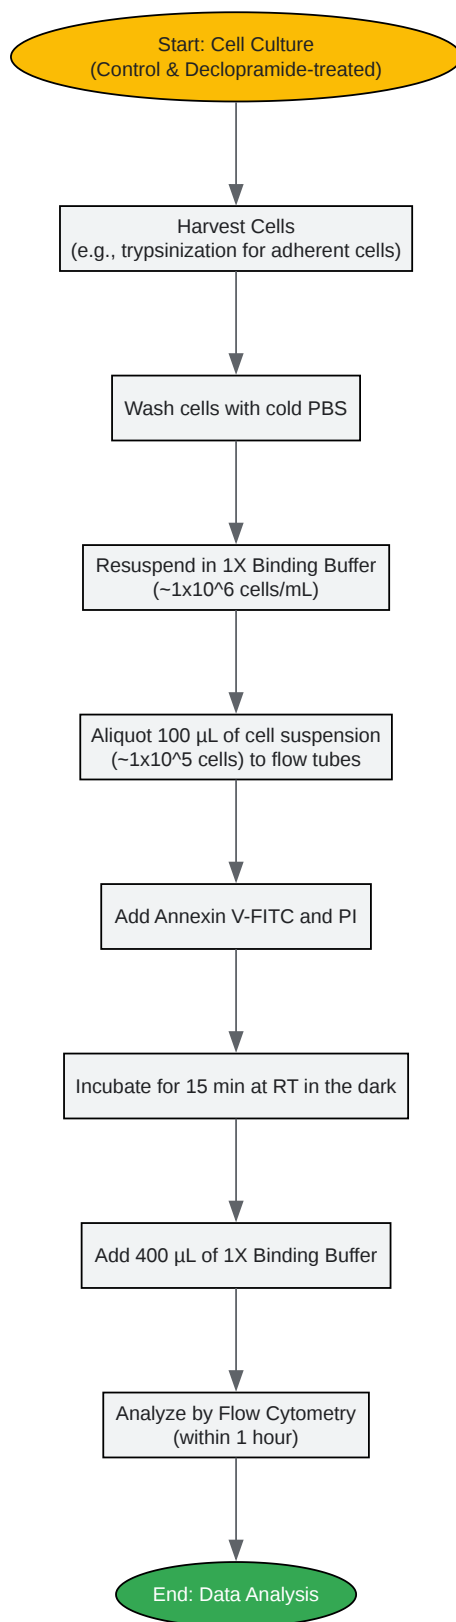 Start: Cell Culture
(Control & Declopramide-treated)
Harvest Cells
(e.g., trypsinization for adherent cells)
Wash cells with cold PBS
Resuspend in 1X Binding Buffer
(~1x10^6 cells/mL)
Aliquot 100 µL of cell suspension
(~1x10^5 cells) to flow tubes
Add Annexin V-FITC and PI
Incubate for 15 min at RT in the dark
Add 400 µL of 1X Binding Buffer
Analyze by Flow Cytometry
(within 1 hour)
End: Data Analysis